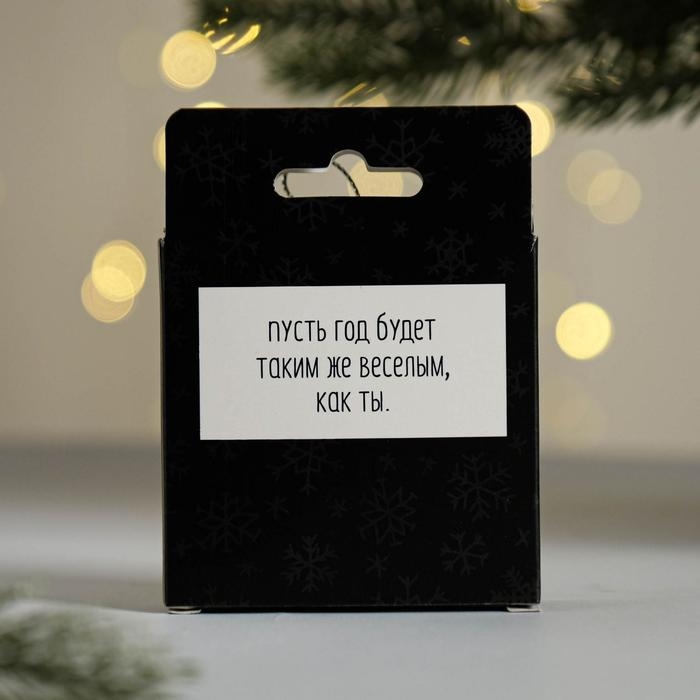 пусть год будет
таким же веселым,
как ты.